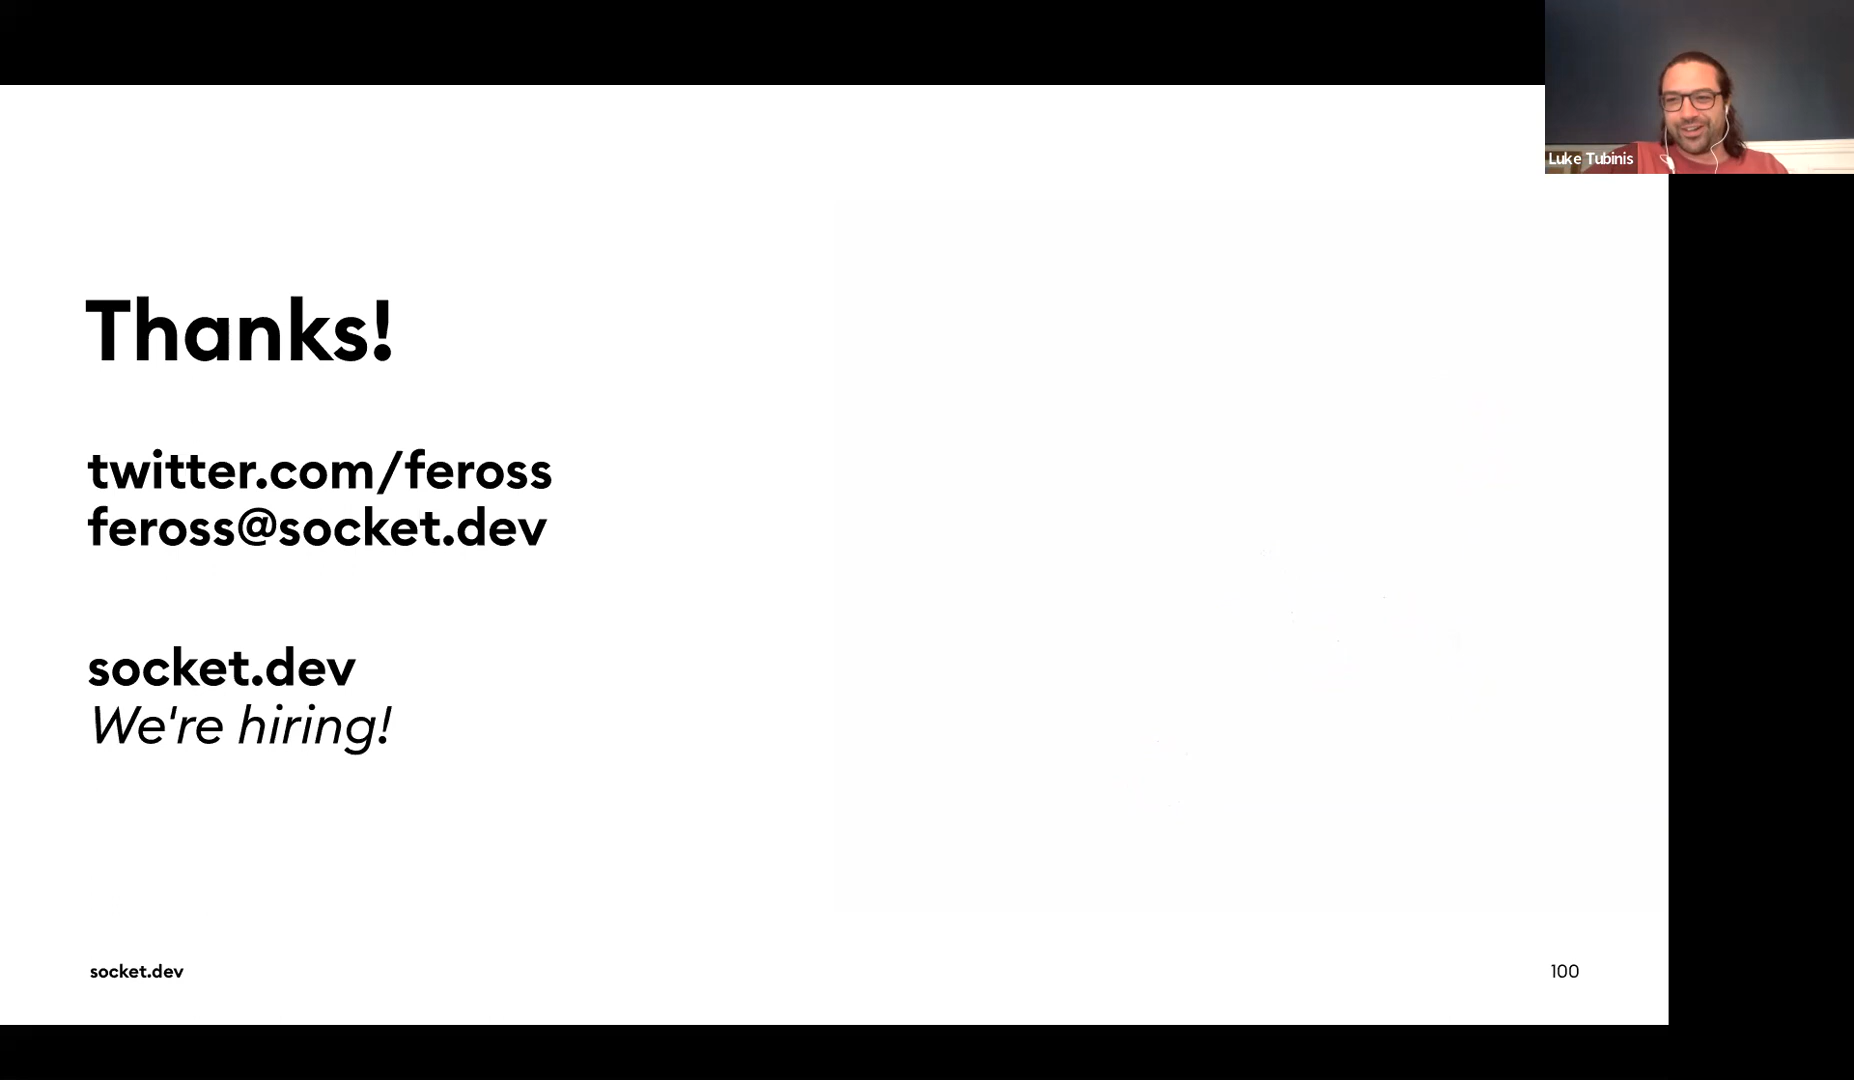 Luke Tubinis
Thanks!
twitter.com/feross
feross@socket.dev
socket.dev
We're hiring!
socket.dev
100